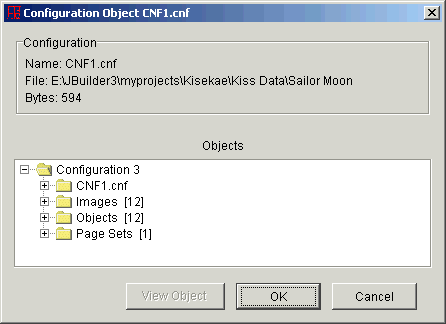 Configuration Object CNF1.cnf
Configuration
Name: CNF1.cnf
File: E:\JBuilder3\myprojects\Kisekae\Kiss Data\Sailor Moon
Bytes: 594
Objects
Configuration 3
CNF1.cnf
Images [12]
Objects [12]
Page Sets [1]
View Object OK Cancel